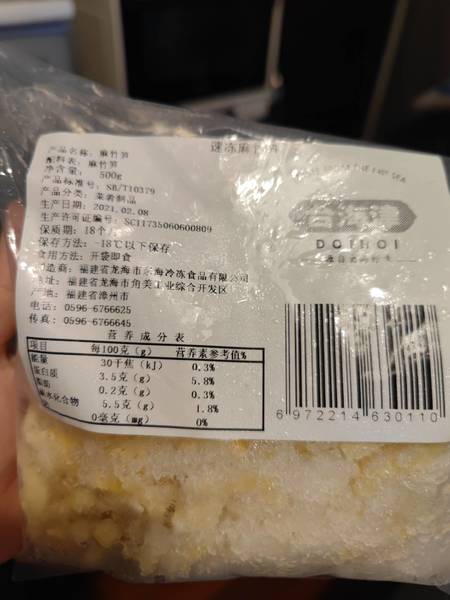 产品名称: 麻竹笋
配料表: 麻竹笋
净含量: 500g
产品标准号: SB/T10379
产品分类: 菜肴制品
生产日期: 2021.02.08
生产许可证编号: SC11735060600809
保质期: 18个
保存方法: -18℃以下保存
食用方法: 开袋即食
造商: 福建省龙海市东海冷冻食品有限公司
地址: 福建省龙海市角美工业综合开发区
产地: 福建省漳州市
电话: 0596-6766625
传真: 0596-6766645
营养成分表
项目 每100克(g) 营养素参考值%
能量 30千焦(kJ) 0.3%
蛋白质 3.5克(g) 5.8%
脂肪 0.2克(g) 0.3%
碳水化合物 5.5克(g) 1.8%
0毫克(mg) 0%
速冻麻竹笋
DOIHOI
6 972214 630110